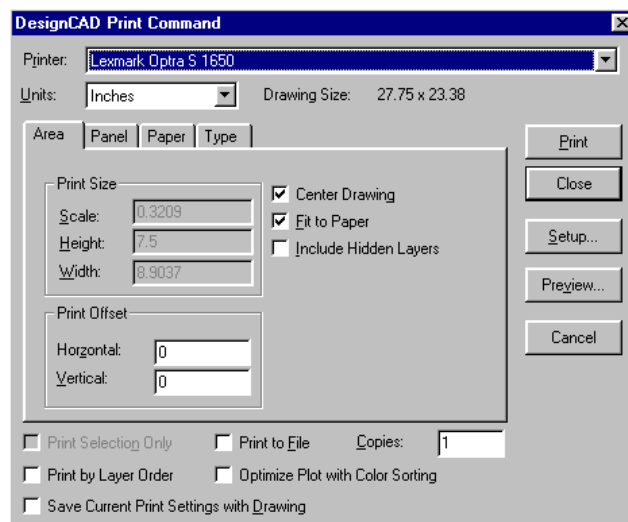 DesignCAD Print Command
Printer: Lexmark Optra S 1650
Units: Inches Drawing Size: 27.75 x 23.38
Area Panel Paper Type
Print
Close
Setup...
Preview...
Cancel
Print Size
Scale: 0.3209
Height: 7.5
Width: 8.9037
Center Drawing
Fit to Paper
Include Hidden Layers
Print Offset
Horzontal: 0
Vertical: 0
Print Selection Only Print to File Copies: 1
Print by Layer Order Optimize Plot with Color Sorting
Save Current Print Settings with Drawing